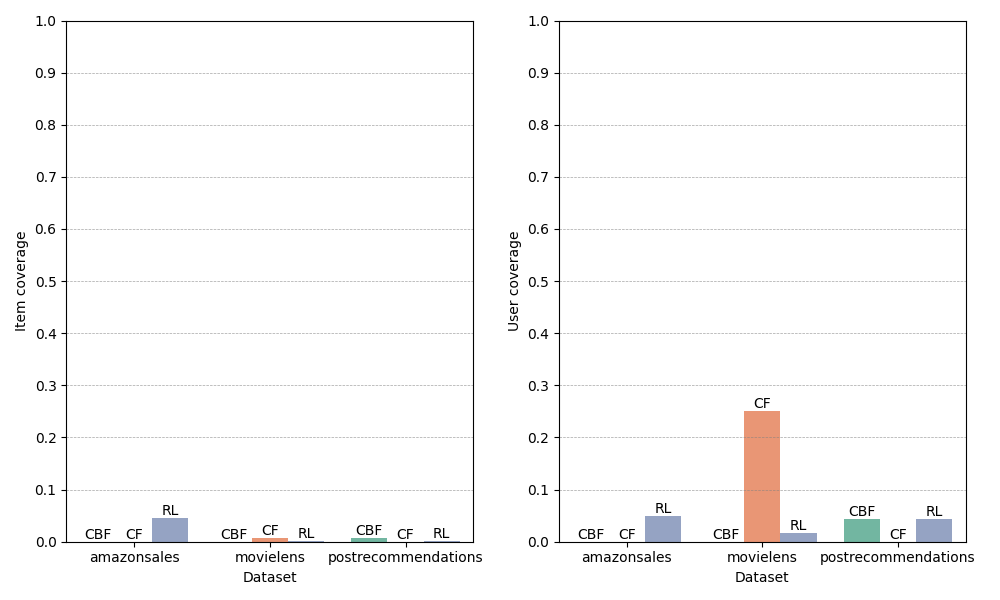 1.0
0.9
0.8
0.7
0.6
0.5
0.4
0.3
0.2
0.1
0.0
Item coverage
CBF CF RL CBF CF RL CBF CF RL
amazonsales movielens postrecommendations
Dataset
1.0
0.9
0.8
0.7
0.6
0.5
0.4
0.3
0.2
0.1
0.0
User coverage
CBF CF RL CBF CF RL CBF CF RL
amazonsales movielens postrecommendations
Dataset